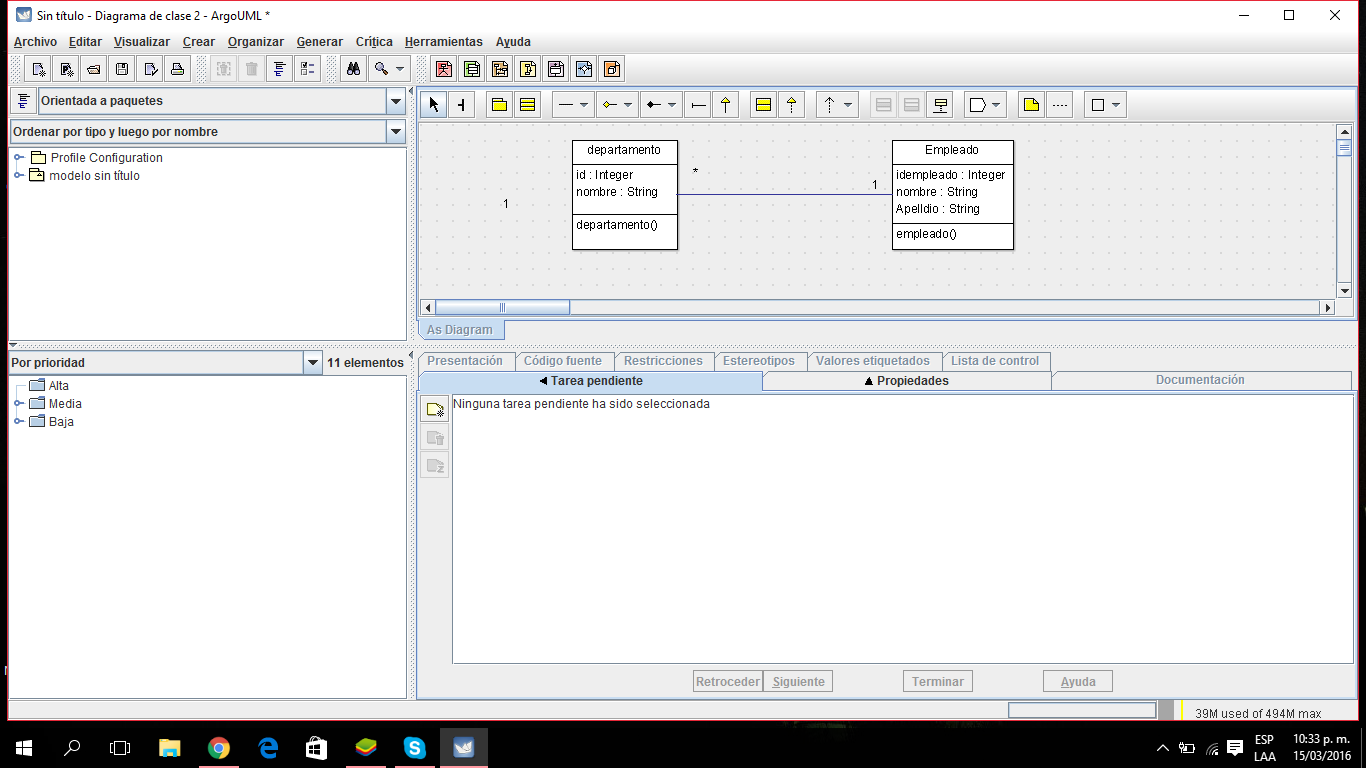 Sin título - Diagrama de clase 2 - ArgoUML *
Archivo Editar Visualizar Crear Organizar Generar Crítica Herramientas Ayuda
Orientada a paquetes
Ordenar por tipo y luego por nombre
Profile Configuration
modelo sin título
departamento
id : Integer
nombre : String
departamento()
1
*
1
Empleado
idempleado : Integer
nombre : String
Apelldio : String
empleado()
As Diagram
Por prioridad 11 elementos
Alta
Media
Baja
Presentación Código fuente Restricciones Estereotipos Valores etiquetados Lista de control
Tarea pendiente Propiedades Documentación
Ninguna tarea pendiente ha sido seleccionada
Retroceder Siguiente Terminar Ayuda
39M used of 494M max
ESP 10:33 p. m.
LAA 15/03/2016